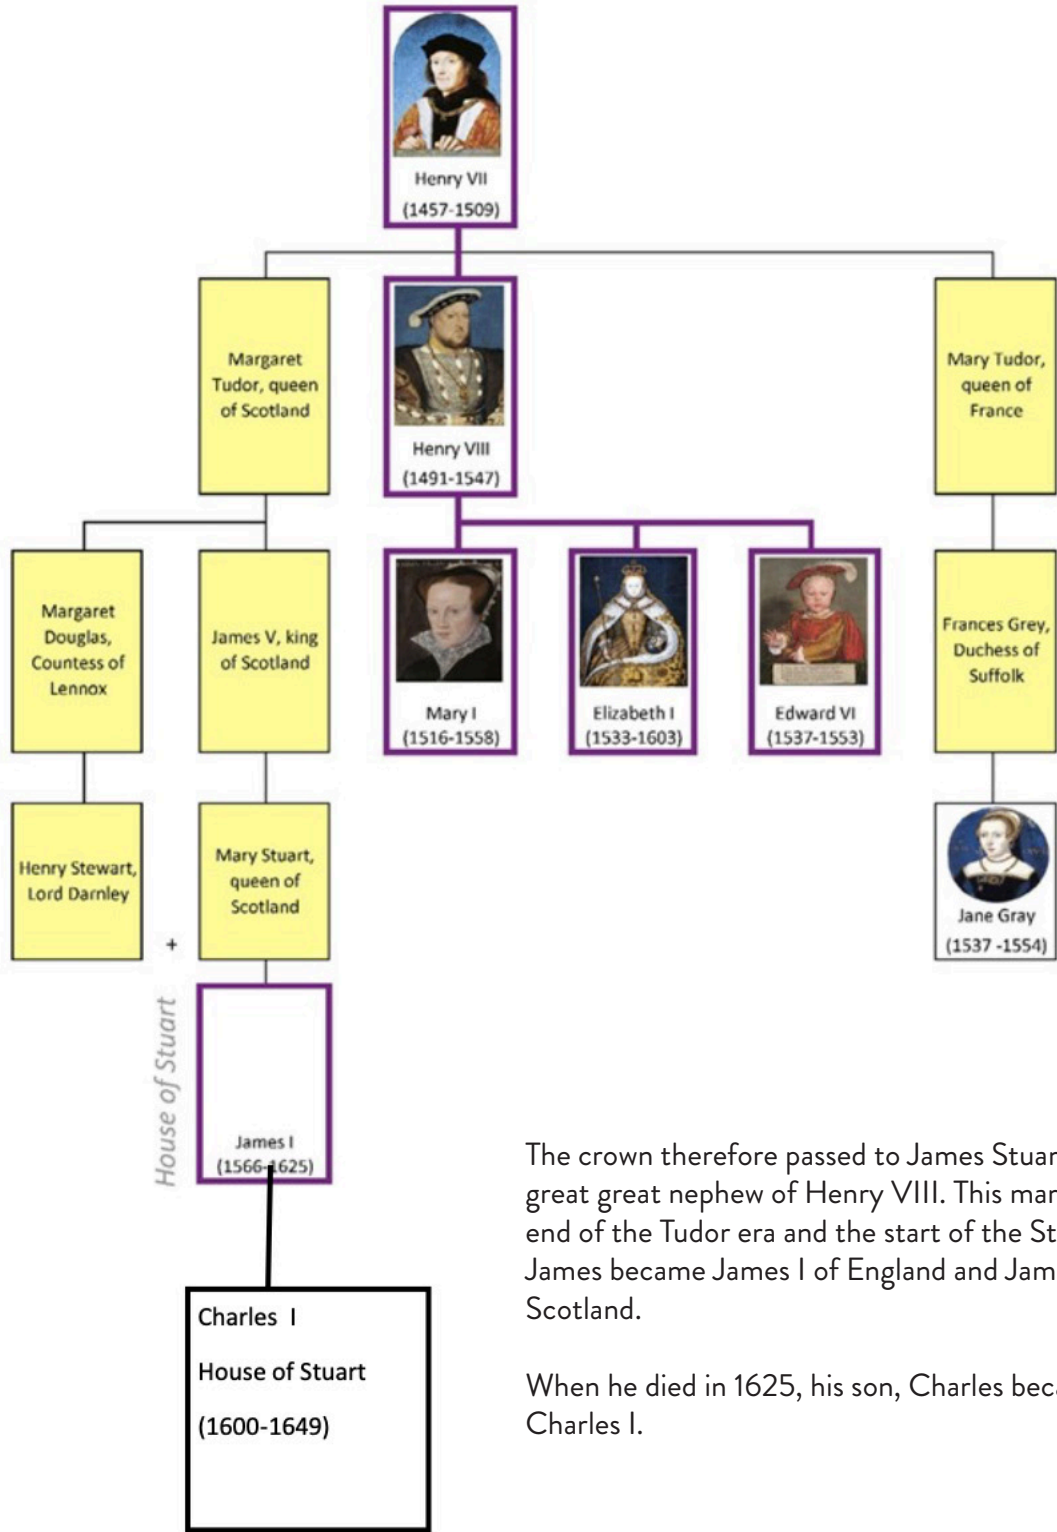 Henry VII
(1457-1509)
Margaret
Tudor, queen
of Scotland
Henry VIII
(1491-1547)
Mary Tudor,
queen of
France
Margaret
Douglas,
Countess of
Lennox
James V, king
of Scotland
Mary I
(1516-1558)
Elizabeth I
(1533-1603)
Edward VI
(1537-1553)
Frances Grey,
Duchess of
Suffolk
Henry Stewart,
Lord Darnley
+
Mary Stuart,
queen of
Scotland
Jane Gray
(1537 -1554)
House of Stuart
James I
(1566-1625)
The crown therefore passed to James Stuar
great great nephew of Henry VIII. This mar
end of the Tudor era and the start of the St
James became James I of England and Jam
Scotland.
When he died in 1625, his son, Charles beca
Charles I.
Charles I
House of Stuart
(1600-1649)